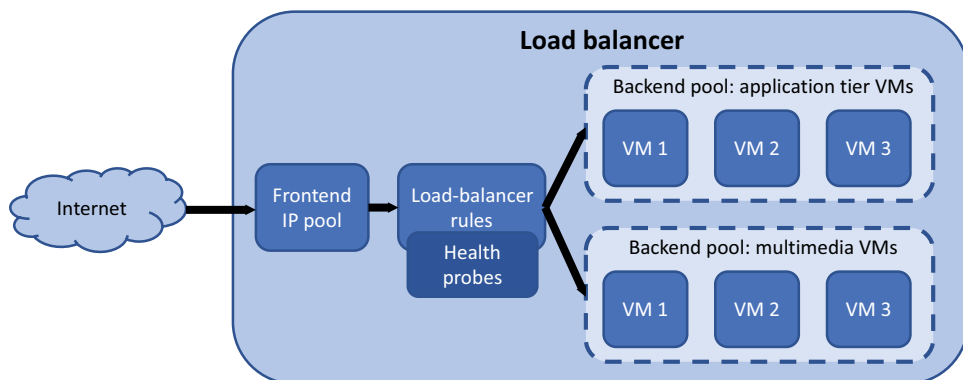 Load balancer
Backend pool: application tier VMs
VM 1
VM 2
VM 3
Internet
Frontend
IP pool
Load-balancer
rules
Health
probes
Backend pool: multimedia VMs
VM 1
VM 2
VM 3